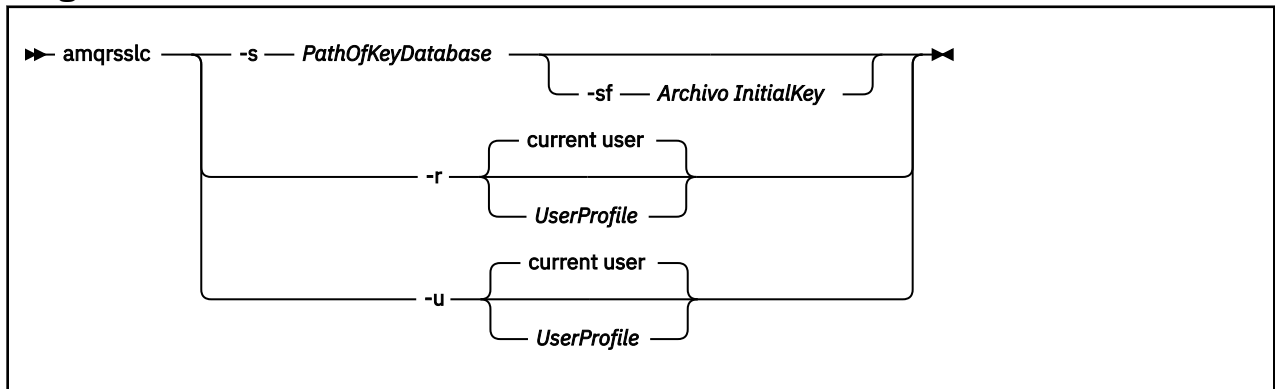 amqrsslc -s PathOfKeyDatabase
-sf Archivo InitialKey
current user
-r
UserProfile
current user
-u
UserProfile